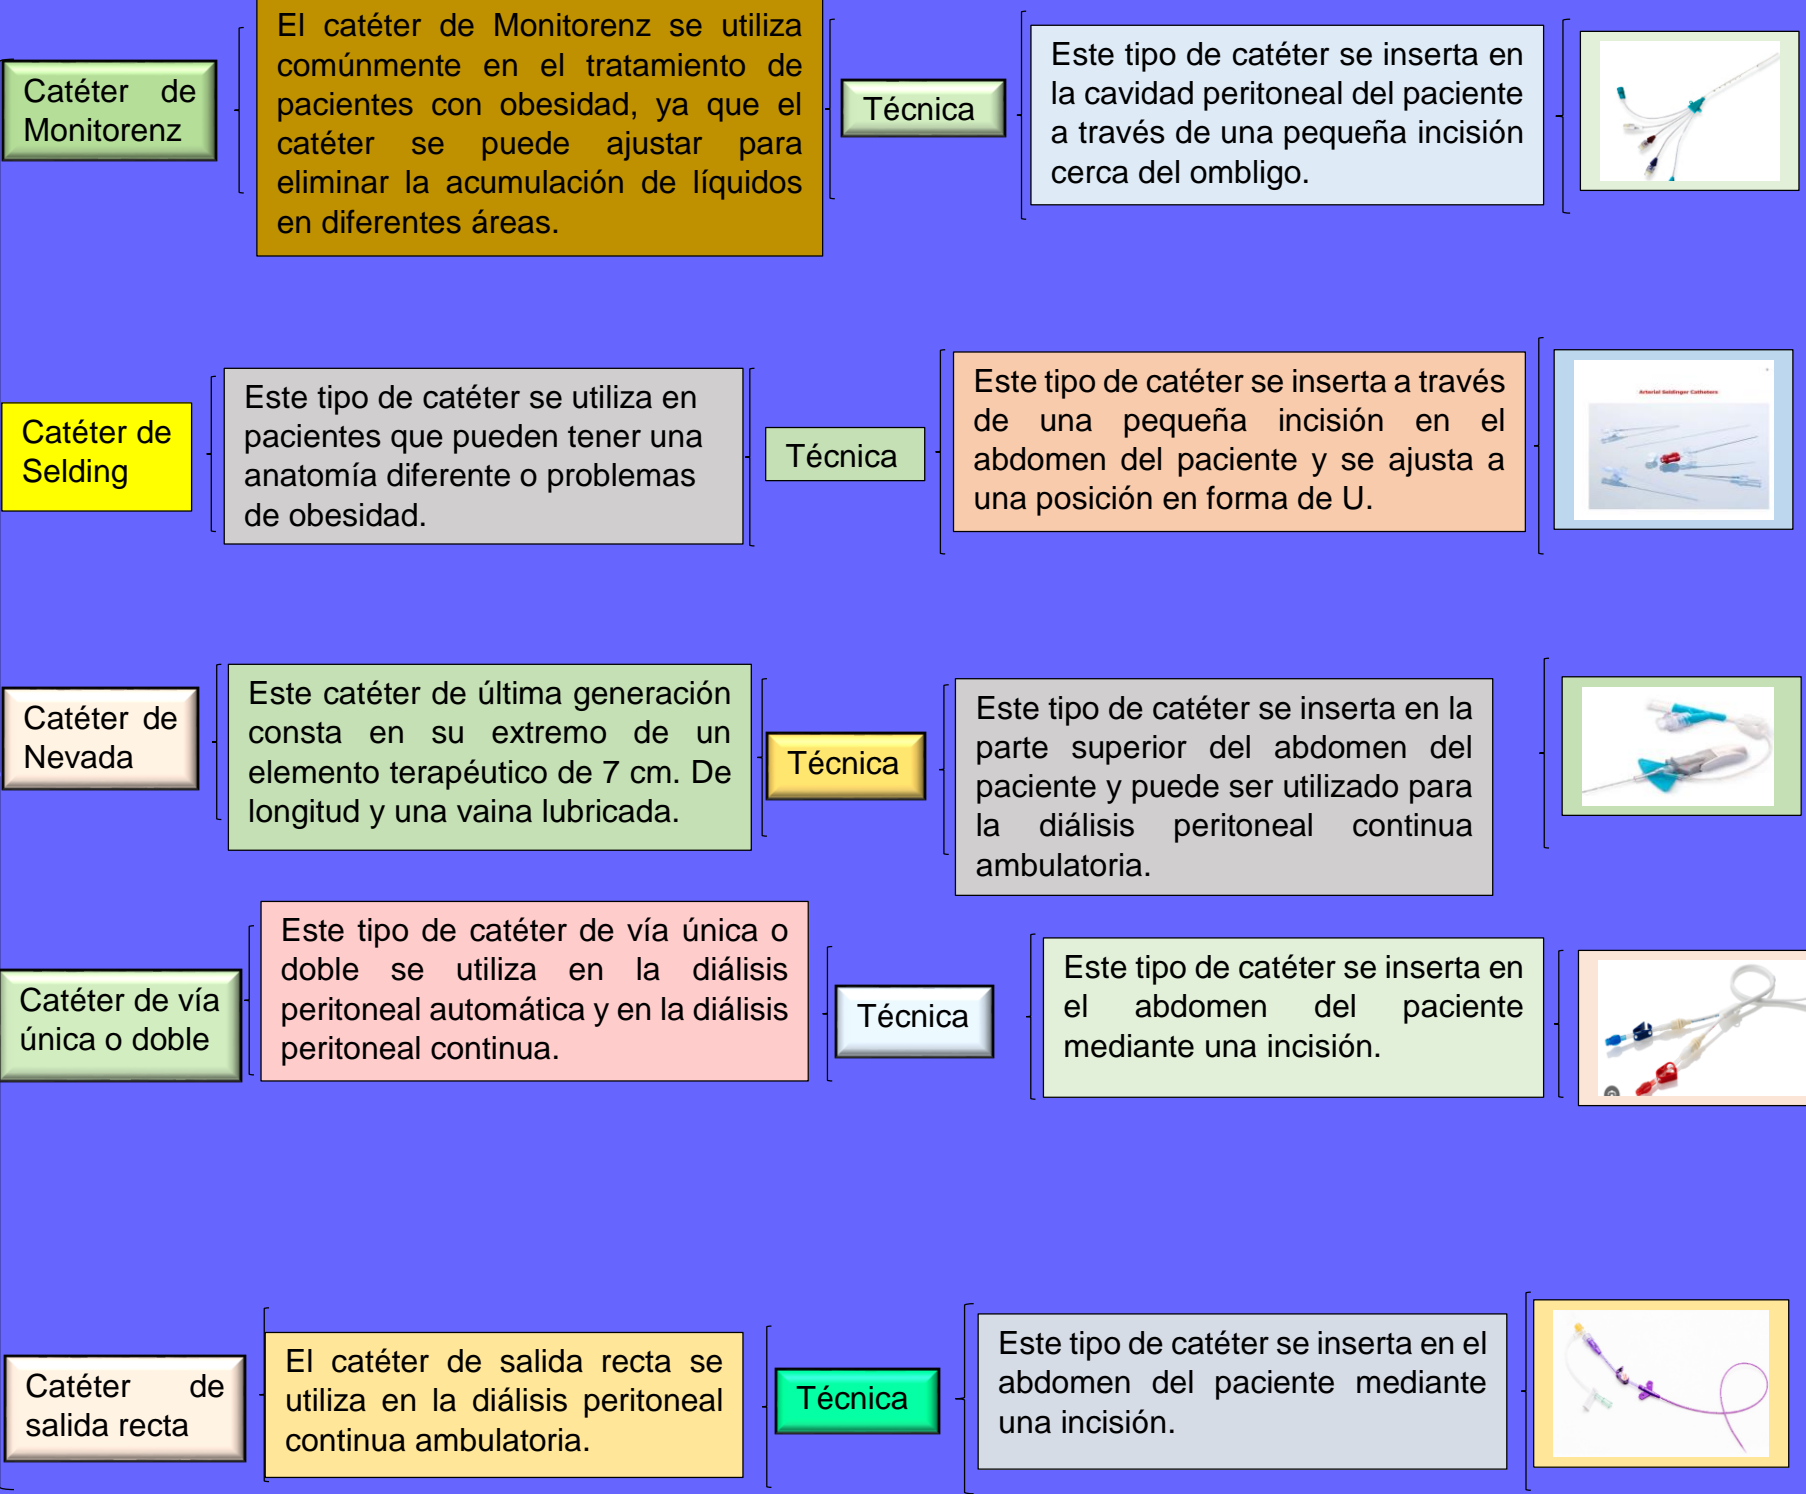 Catéter de
Monitorenz
El catéter de Monitorenz se utiliza
comúnmente en el tratamiento de
pacientes con obesidad, ya que el
catéter se puede ajustar para
eliminar la acumulación de líquidos
en diferentes áreas.
Técnica
Este tipo de catéter se inserta en
la cavidad peritoneal del paciente
a través de una pequeña incisión
cerca del ombligo.
Catéter de
Selding
Este tipo de catéter se utiliza en
pacientes que pueden tener una
anatomía diferente o problemas
de obesidad.
Técnica
Este tipo de catéter se inserta a través
de una pequeña incisión en el
abdomen del paciente y se ajusta a
una posición en forma de U.
Arterial Seldinger Catheters
Catéter de
Nevada
Este catéter de última generación
consta en su extremo de un
elemento terapéutico de 7 cm. De
longitud y una vaina lubricada.
Técnica
Este tipo de catéter se inserta en la
parte superior del abdomen del
paciente y puede ser utilizado para
la diálisis peritoneal continua
ambulatoria.
Catéter de vía
única o doble
Este tipo de catéter de vía única o
doble se utiliza en la diálisis
peritoneal automática y en la diálisis
peritoneal continua.
Técnica
Este tipo de catéter se inserta en
el abdomen del paciente
mediante una incisión.
Catéter de
salida recta
El catéter de salida recta se
utiliza en la diálisis peritoneal
continua ambulatoria.
Técnica
Este tipo de catéter se inserta en el
abdomen del paciente mediante
una incisión.